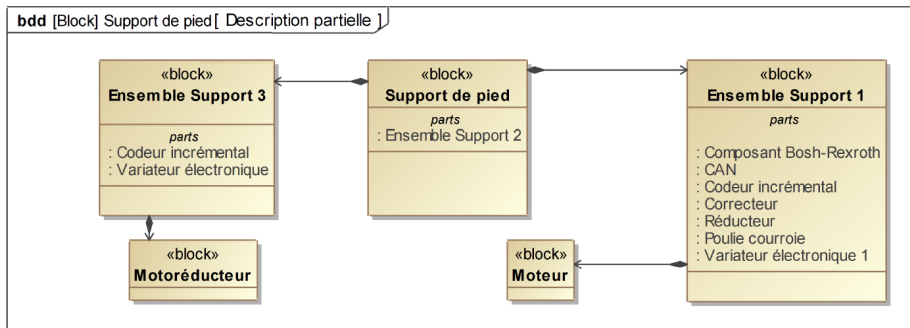 bdd [Block] Support de pied[ Description partielle ]
«block»
Ensemble Support 3
parts
: Codeur incrémental
: Variateur électronique
«block»
Support de pied
parts
: Ensemble Support 2
«block»
Ensemble Support 1
parts
: Composant Bosh-Rexroth
: CAN
: Codeur incrémental
: Correcteur
: Réducteur
: Poulie courroie
: Variateur électronique 1
«block»
Motoréducteur
«block»
Moteur